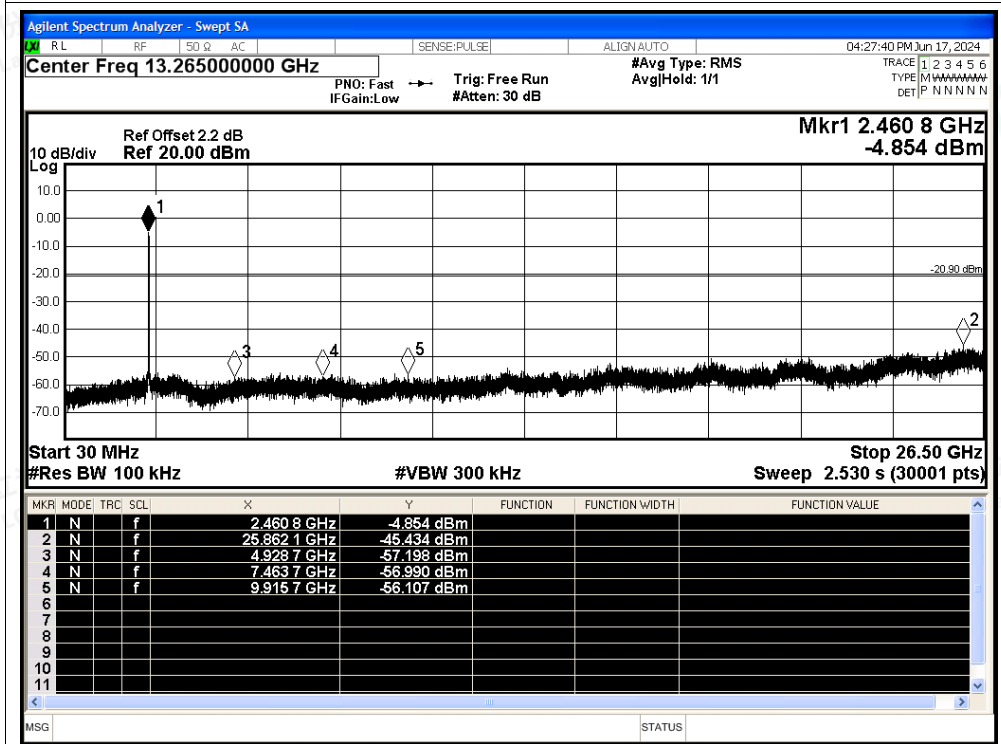 Agilent Spectrum Analyzer - Swept SA
LXI RL RF 50 Ω AC SENSE:PULSE ALIGN AUTO 04:27:40 PM Jun 17, 2024
Center Freq 13.265000000 GHz #Avg Type: RMS TRACE 1 2 3 4 5 6
PNO: Fast Trig: Free Run Avg|Hold: 1/1 TYPE M WWWWW
IFGain:Low #Atten: 30 dB DET P N N N N N
Mkr1 2.460 8 GHz
Ref Offset 2.2 dB
10 dB/div Ref 20.00 dBm -4.854 dBm
Log
10.0
1
0.00
-10.0
-20.0 -20.90 dBm
-30.0
-40.0 2
-50.0 3 4 5
-60.0
-70.0
Start 30 MHz Stop 26.50 GHz
#Res BW 100 kHz #VBW 300 kHz Sweep 2.530 s (30001 pts)
MKR MODE TRC SCL X Y FUNCTION FUNCTION WIDTH FUNCTION VALUE
1 N f 2.460 8 GHz -4.854 dBm
2 N f 25.862 1 GHz -45.434 dBm
3 N f 4.928 7 GHz -57.198 dBm
4 N f 7.463 7 GHz -56.990 dBm
5 N f 9.915 7 GHz -56.107 dBm
6
7
8
9
10
11
MSG STATUS